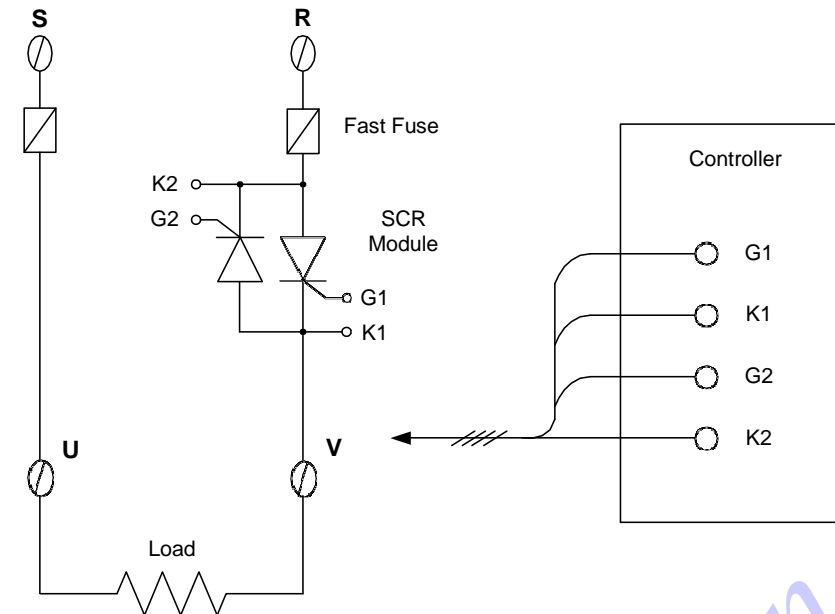 S
R
Fast Fuse
K2
G2
SCR
Module
G1
K1
U
V
Load
Controller
G1
K1
G2
K2